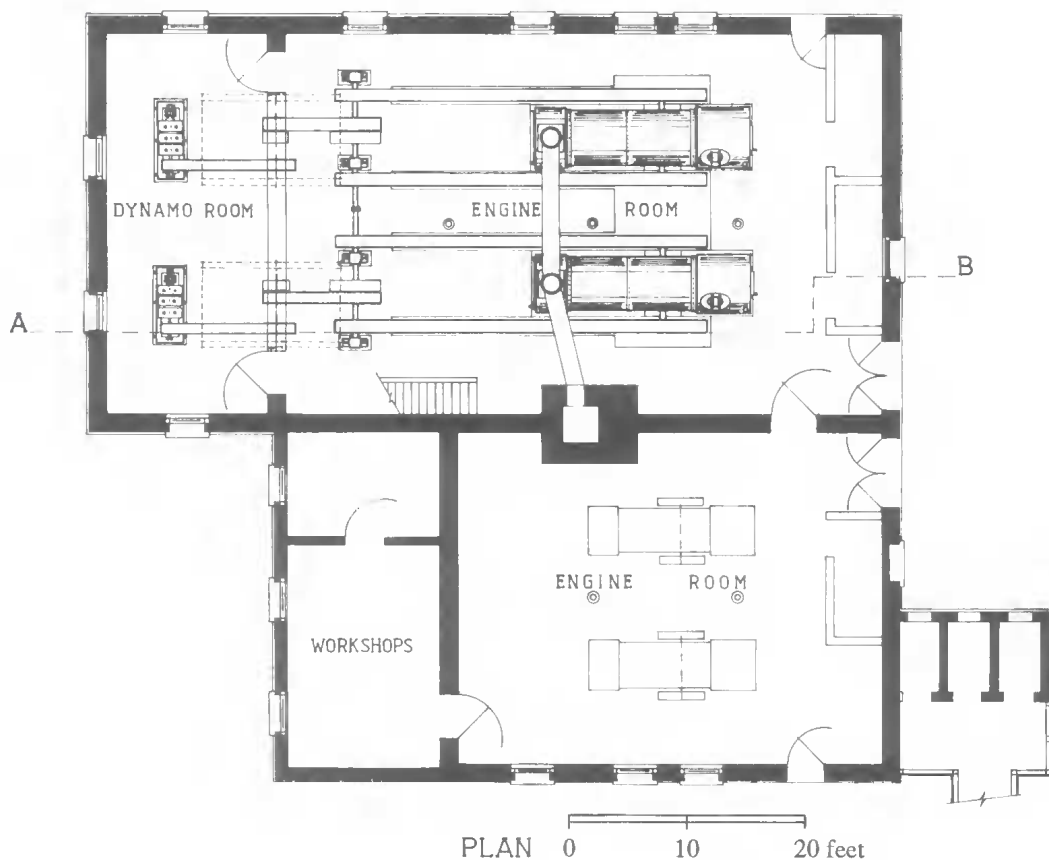 DYNAMO ROOM
ENGINE ROOM
B
A
ENGINE ROOM
WORKSHOPS
PLAN 0 10 20 feet